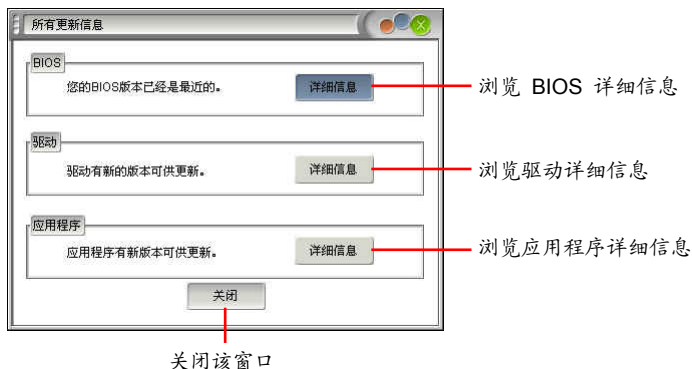 所有更新信息
BIOS
您的BIOS版本已经是最近的。
详细信息
浏览 BIOS 详细信息
驱动
驱动有新的版本可供更新。
详细信息
浏览驱动详细信息
应用程序
应用程序有新版本可供更新。
详细信息
浏览应用程序详细信息
关闭
关闭该窗口